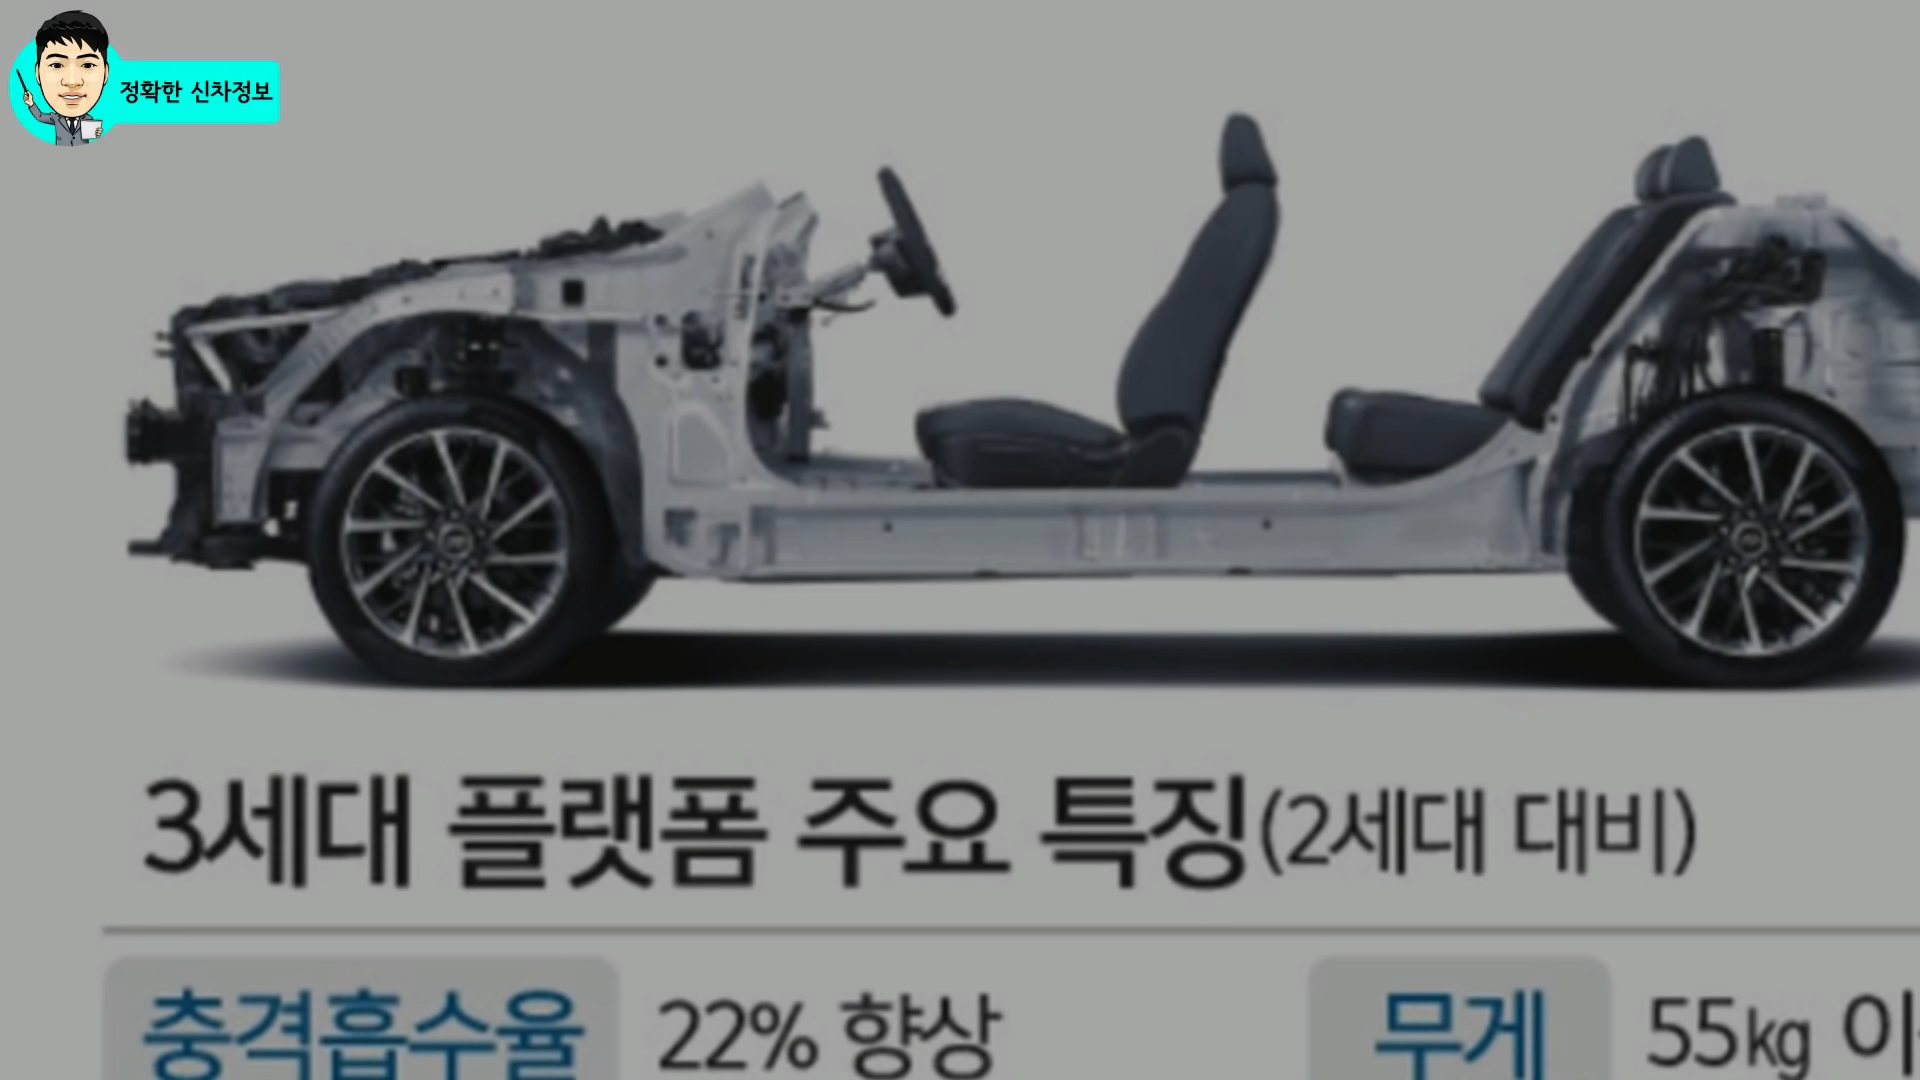 정확한 신차정보
3세대 플랫폼 주요 특징(2세대 대비)
충격흡수율 22% 향상 무게 55kg